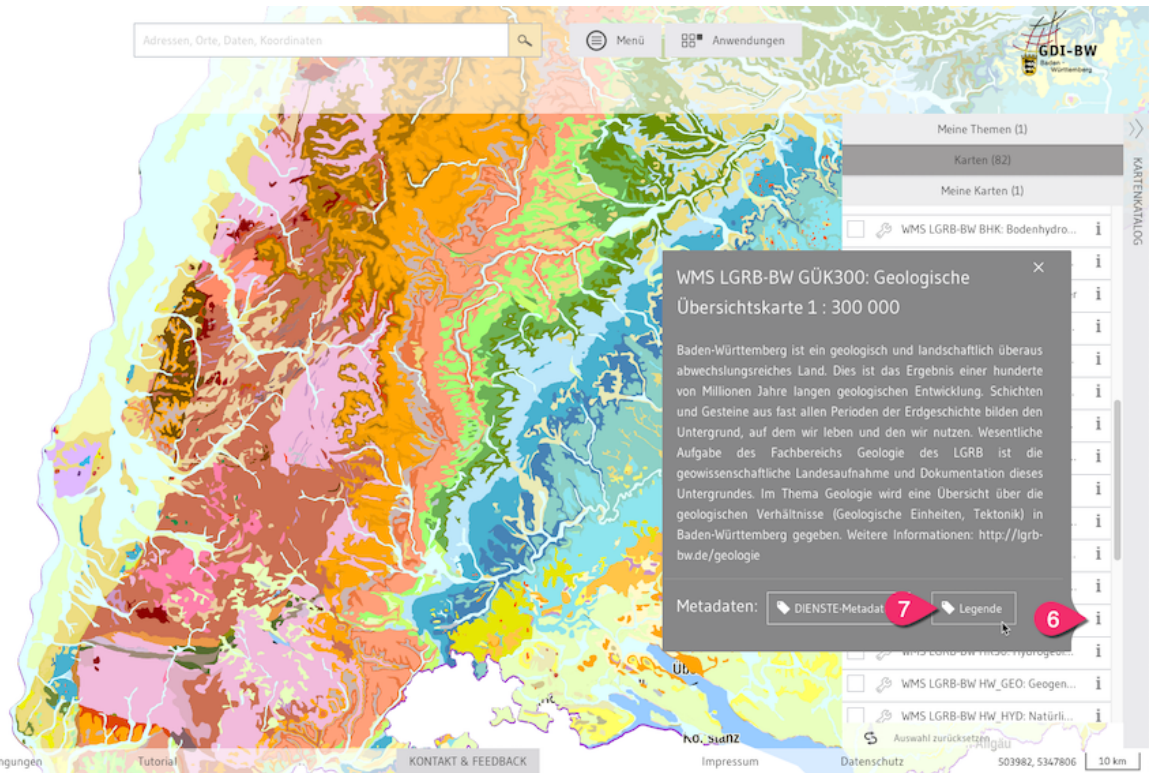 Adressen, Orte, Daten, Koordinaten
Menü
Anwendungen
GDI-BW
Baden-
Württemberg
Meine Themen (1)
Karten (82)
Meine Karten (1)
KARTENKATALOG
WMS LGRB-BW BHK: Bodenhydro...
WMS LGRB-BW GÜK300: Geologische
Übersichtskarte 1 : 300 000
Baden-Württemberg ist ein geologisch und landschaftlich überaus
abwechslungsreiches Land. Dies ist das Ergebnis einer hunderte
von Millionen Jahre langen geologischen Entwicklung. Schichten
und Gesteine aus fast allen Perioden der Erdgeschichte bilden den
Untergrund, auf dem wir leben und den wir nutzen. Wesentliche
Aufgabe des Fachbereichs Geologie des LGRB ist die
geowissenschaftliche Landesaufnahme und Dokumentation dieses
Untergrundes. Im Thema Geologie wird eine Übersicht über die
geologischen Verhältnisse (Geologische Einheiten, Tektonik) in
Baden-Württemberg gegeben. Weitere Informationen: http://lgrb-
bw.de/geologie
Metadaten:
DIENSTE-Metadat
7
Legende
6
WMS LGRB-BW HW_GEO: Geogen...
WMS LGRB-BW HW_HYD: Natürli...
Auswahl zurücksetzen
Allgäu
Üb
Konstanz
ngungen
Tutorial
KONTAKT & FEEDBACK
Impressum
Datenschutz
503982, 5347806
10 km